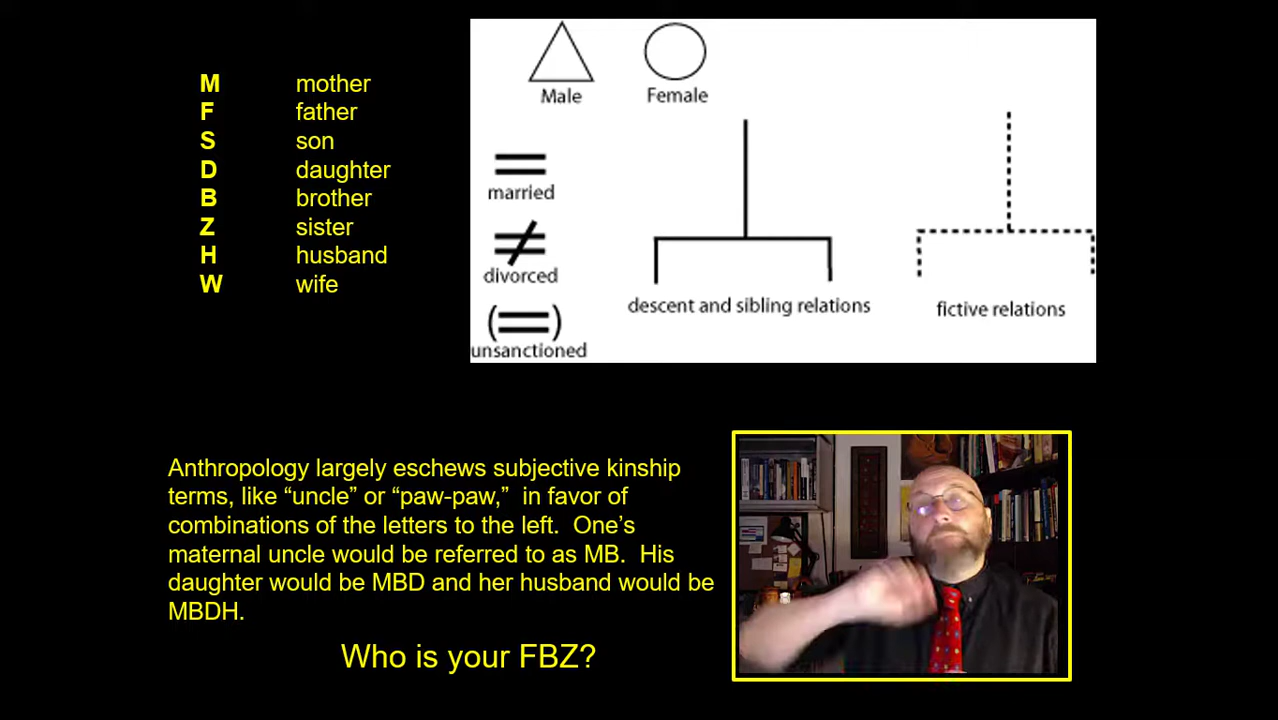 M mother
F father
S son
D daughter
B brother
Z sister
H husband
W wife
Male Female
married
divorced
(=)
unsanctioned
descent and sibling relations
fictive relations
Anthropology largely eschews subjective kinship
terms, like “uncle” or “paw-paw,” in favor of
combinations of the letters to the left. One’s
maternal uncle would be referred to as MB. His
daughter would be MBD and her husband would be
MBDH.
Who is your FBZ?